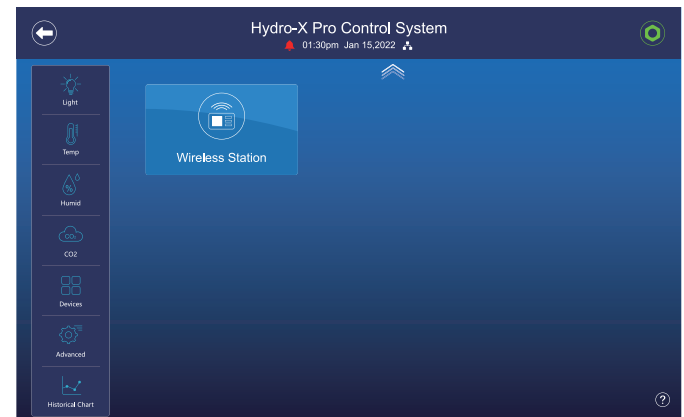 Hydro-X Pro Control System
01:30pm Jan 15,2022
Light
Temp
%
Humid
CO₂
CO2
Devices
Advanced
Historical Chart
Wireless Station
?